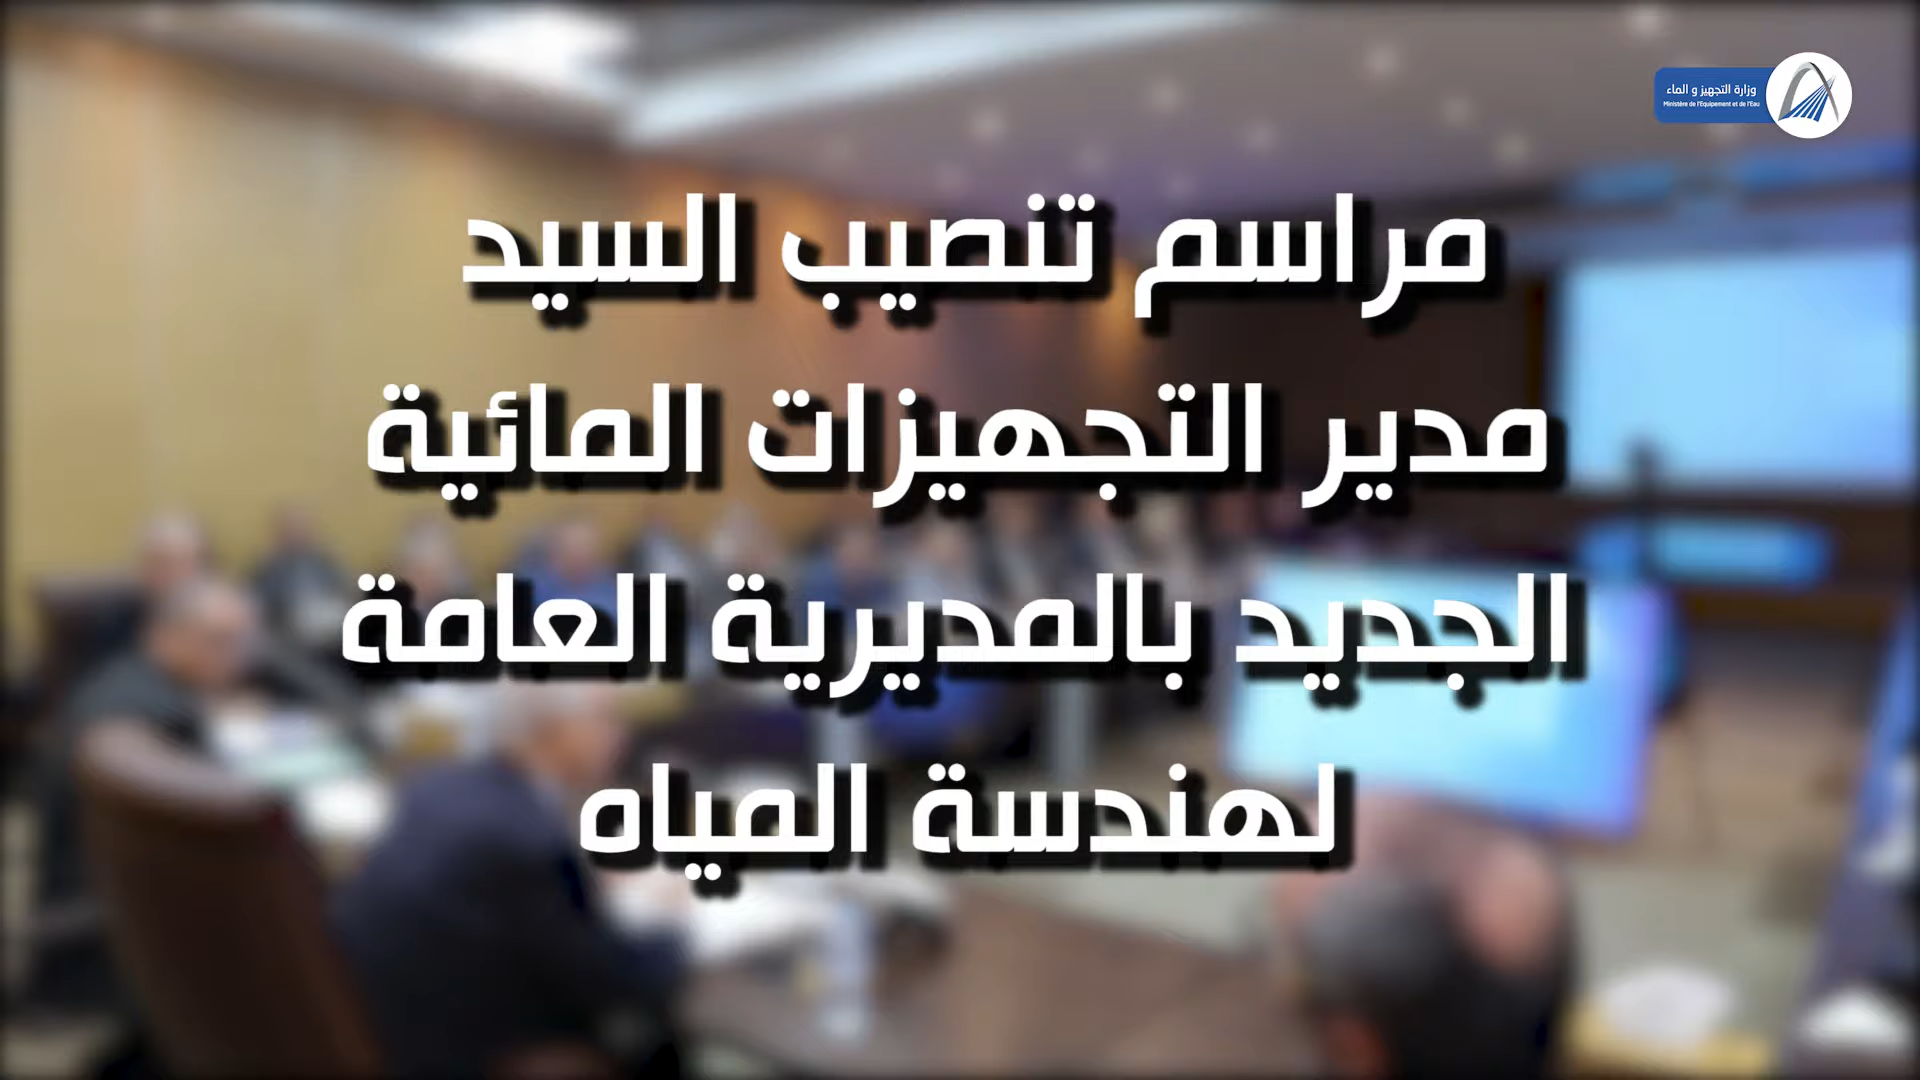 وزارة التجهيز و الماء
Ministère de l'Equipement et de l'Eau
مراسم تنصيب السيد
مدير التجهيزات المائية
الجديد بالمديرية العامة
لهندسة المياه